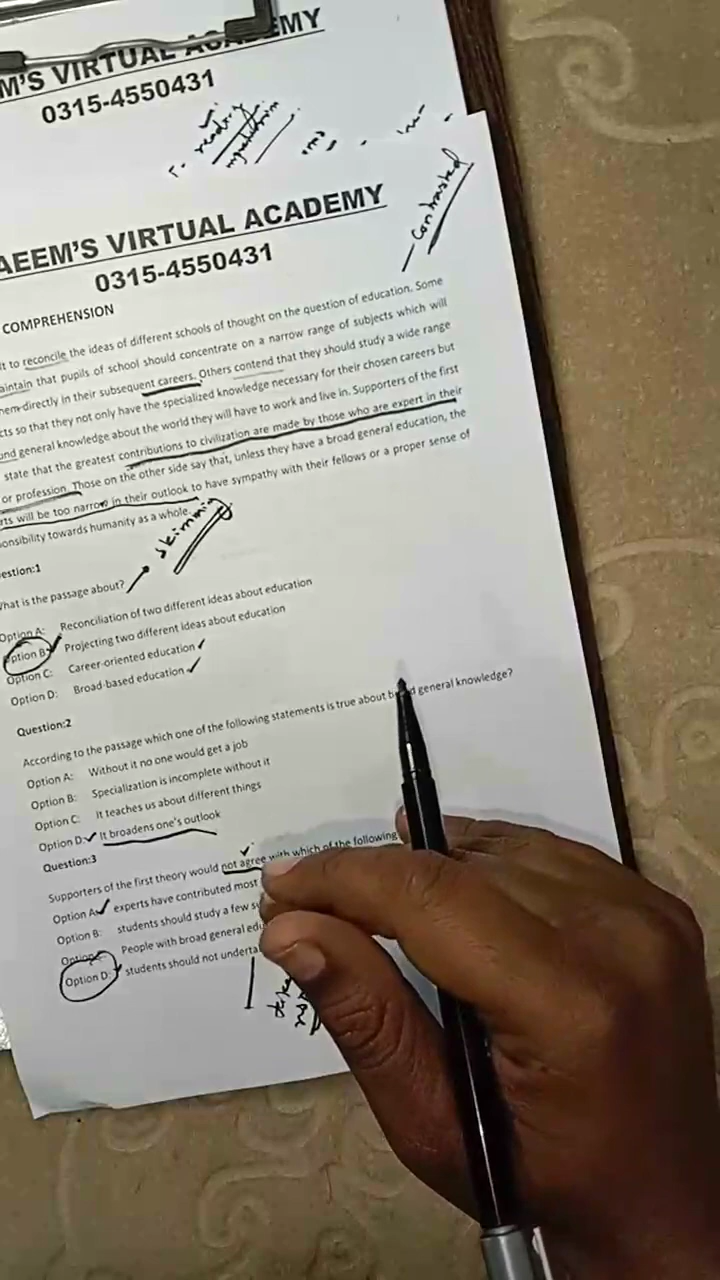 M'S VIRTUAL ACADEMY
0315-4550431
reading
Contrasted
AEEM'S VIRTUAL ACADEMY
0315-4550431
COMPREHENSION
lt to reconcile the ideas of different schools of thought on the question of education. Some
aintain that pupils of school should concentrate on a narrow range of subjects which will
hem directly in their subsequent careers. Others contend that they should study a wide range
cts so that they not only have the specialized knowledge necessary for their chosen careers but
und general knowledge about the world they will have to work and live in. Supporters of the first
state that the greatest contributions to civilization are made by those who are expert in their
or profession. Those on the other side say that, unless they have a broad general education, the
rts will be too narrow in their outlook to have sympathy with their fellows or a proper sense of
onsibility towards humanity as a whole.
skimming
estion:1
hat is the passage about?
Option A: Reconciliation of two different ideas about education
ption B: Projecting two different ideas about education
Option C: Career-oriented education
Option D: Broad-based education
Question:2
According to the passage which one of the following statements is true about general knowledge?
Option A: Without it no one would get a job
Option B: Specialization is incomplete without it
Option C: It teaches us about different things
Option D: It broadens one's outlook
Question:3
Supporters of the first theory would not agree with which of the following
Option A: experts have contributed most
Option B: students should study a few
Option People with broad general
Option D: students should not